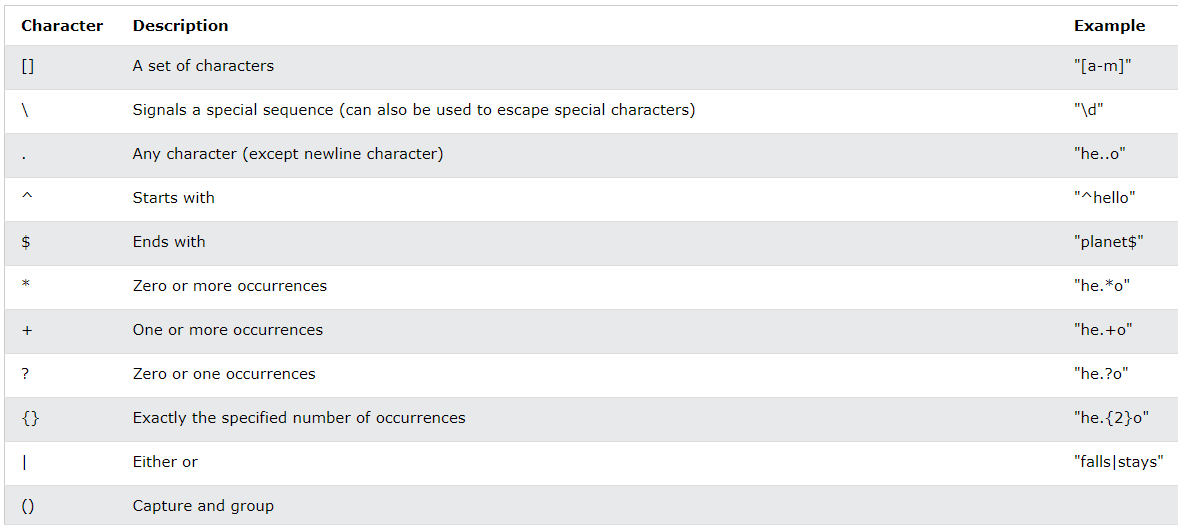 Character Description Example
[] A set of characters "[a-m]"
\ Signals a special sequence (can also be used to escape special characters) "\d"
. Any character (except newline character) "he..o"
^ Starts with "^hello"
$ Ends with "planet$"
* Zero or more occurrences "he.*o"
+ One or more occurrences "he.+o"
? Zero or one occurrences "he.?o"
{} Exactly the specified number of occurrences "he.{2}o"
| Either or "falls|stays"
() Capture and group